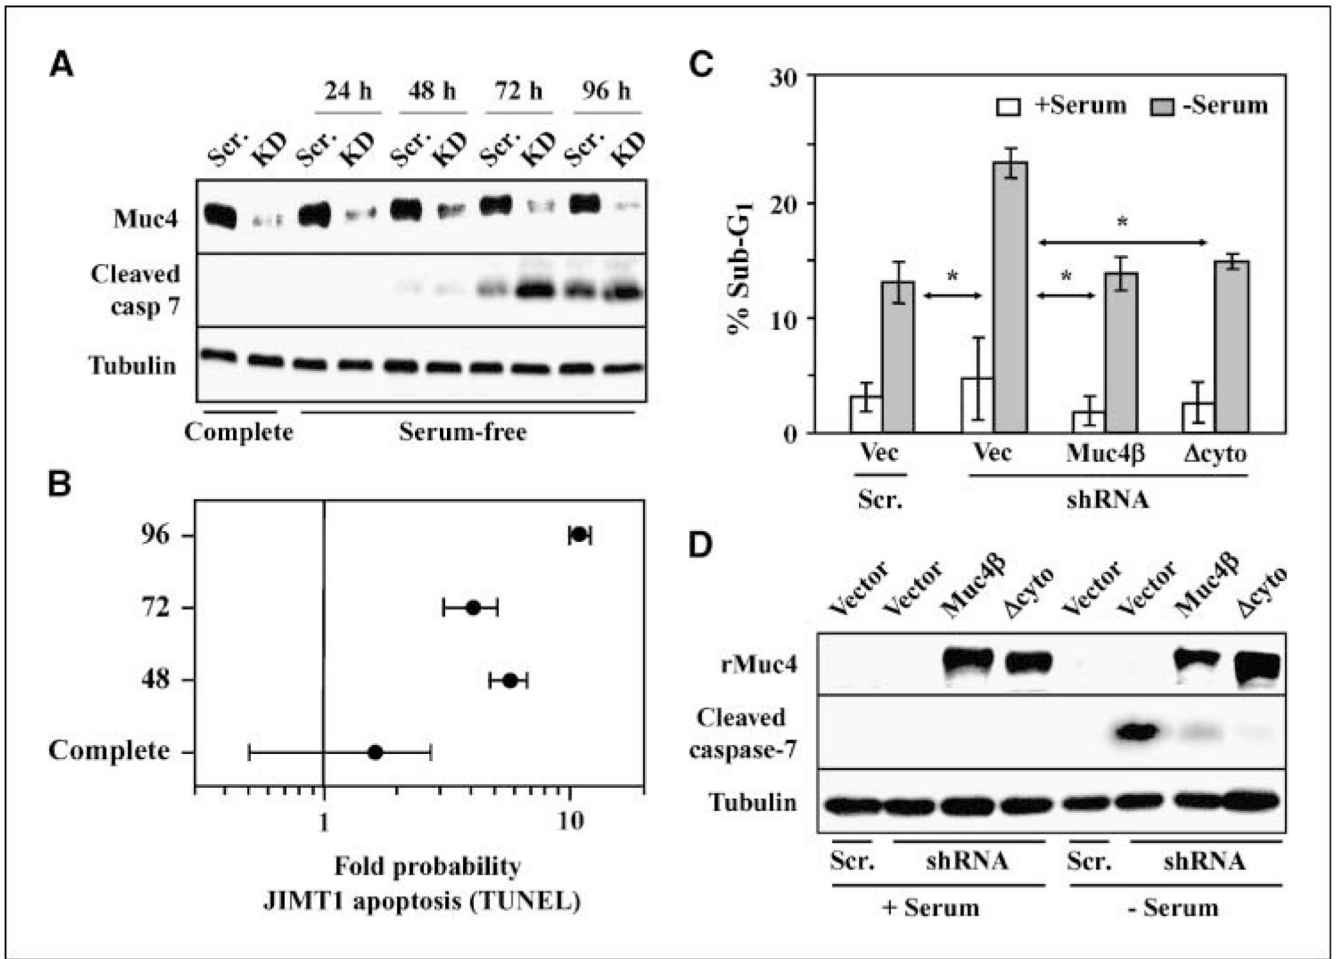 A
24 h 48 h 72 h 96 h
Scr. KD Scr. KD Scr. KD Scr. KD Scr. KD
Muc4
Cleaved
casp 7
Tubulin
Complete Serum-free
B
96
72
48
Complete
1 10
Fold probability
JIMT1 apoptosis (TUNEL)
C
30
20
10
0
% Sub-G1
+Serum -Serum
*
* *
Vec Vec Muc4β Δcyto
Scr. shRNA
D
Vector Vector Muc4β Δcyto Vector Vector Muc4β Δcyto
rMuc4
Cleaved
caspase-7
Tubulin
Scr. shRNA Scr. shRNA
+ Serum - Serum